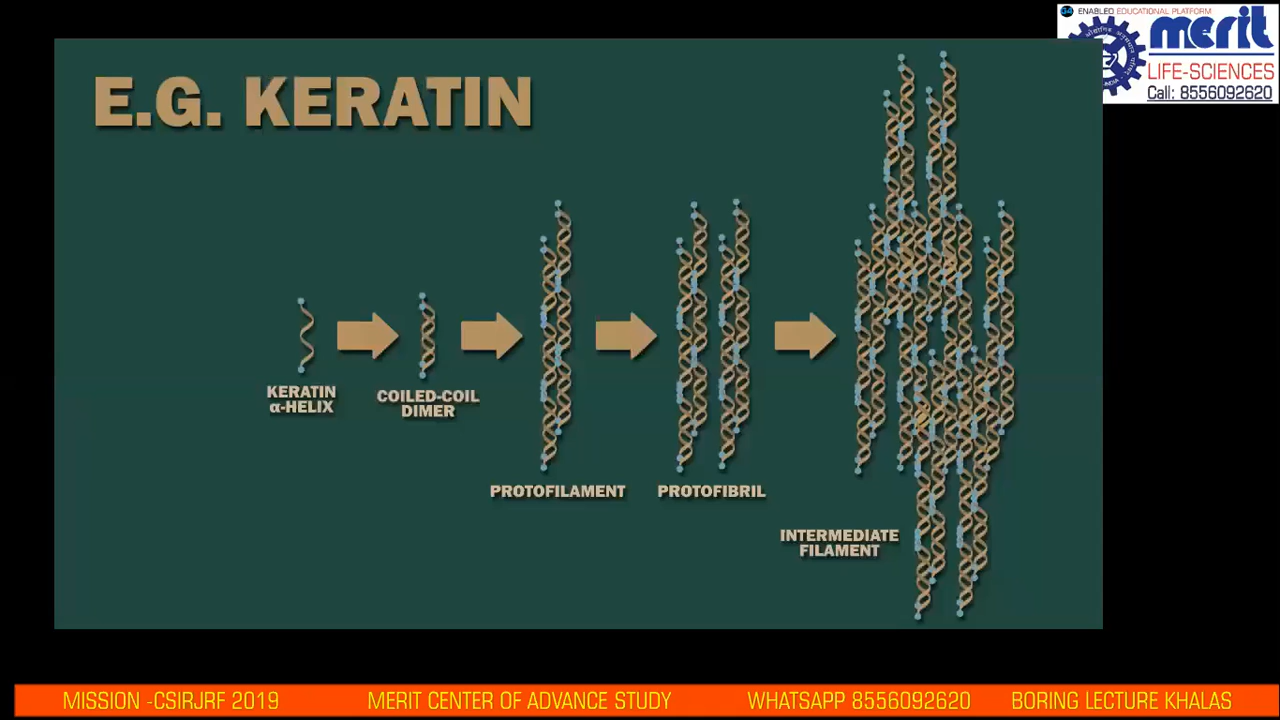 ENABLED EDUCATIONAL PLATFORM
merit
LIFE-SCIENCES
Call: 8556092620
E.G. KERATIN
KERATIN
α-HELIX
COILED-COIL
DIMER
PROTOFILAMENT
PROTOFIBRIL
INTERMEDIATE
FILAMENT
MISSION -CSIRJRF 2019 MERIT CENTER OF ADVANCE STUDY WHATSAPP 8556092620 BORING LECTURE KHALAS